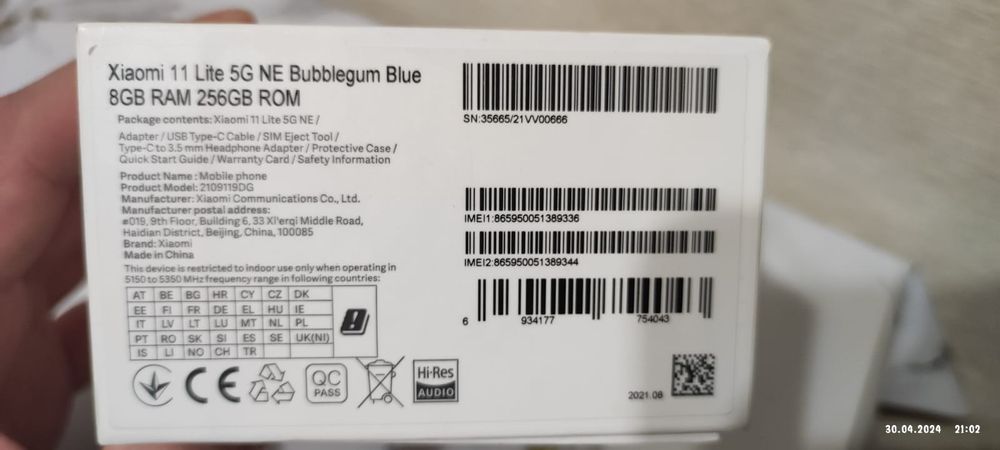 Xiaomi 11 Lite 5G NE Bubblegum Blue
8GB RAM 256GB ROM
Package contents: Xiaomi 11 Lite 5G NE /
Adapter / USB Type-C Cable / SIM Eject Tool /
Type-C to 3.5 mm Headphone Adapter / Protective Case /
Quick Start Guide / Warranty Card / Safety Information
Product Name : Mobile phone
Product Model: 2109119DG
Manufacturer: Xiaomi Communications Co., Ltd.
Manufacturer postal address:
#019, 9th Floor, Building 6, 33 Xi'erqi Middle Road,
Haidian District, Beijing, China, 100085
Brand: Xiaomi
Made in China
This device is restricted to indoor use only when operating in
5150 to 5350 MHz frequency range in following countries:
AT BE BG HR CY CZ DK
EE FI FR DE EL HU IE
IT LV LT LU MT NL PL
PT RO SK SI ES SE UK(NI)
IS LI NO CH TR
CE
QC
PASS
Hi-Res
AUDIO
SN:35665/21VV00666
IMEI1:865950051389336
IMEI2:865950051389344
6 934177 754043
2021.08
30.04.2024 21:02